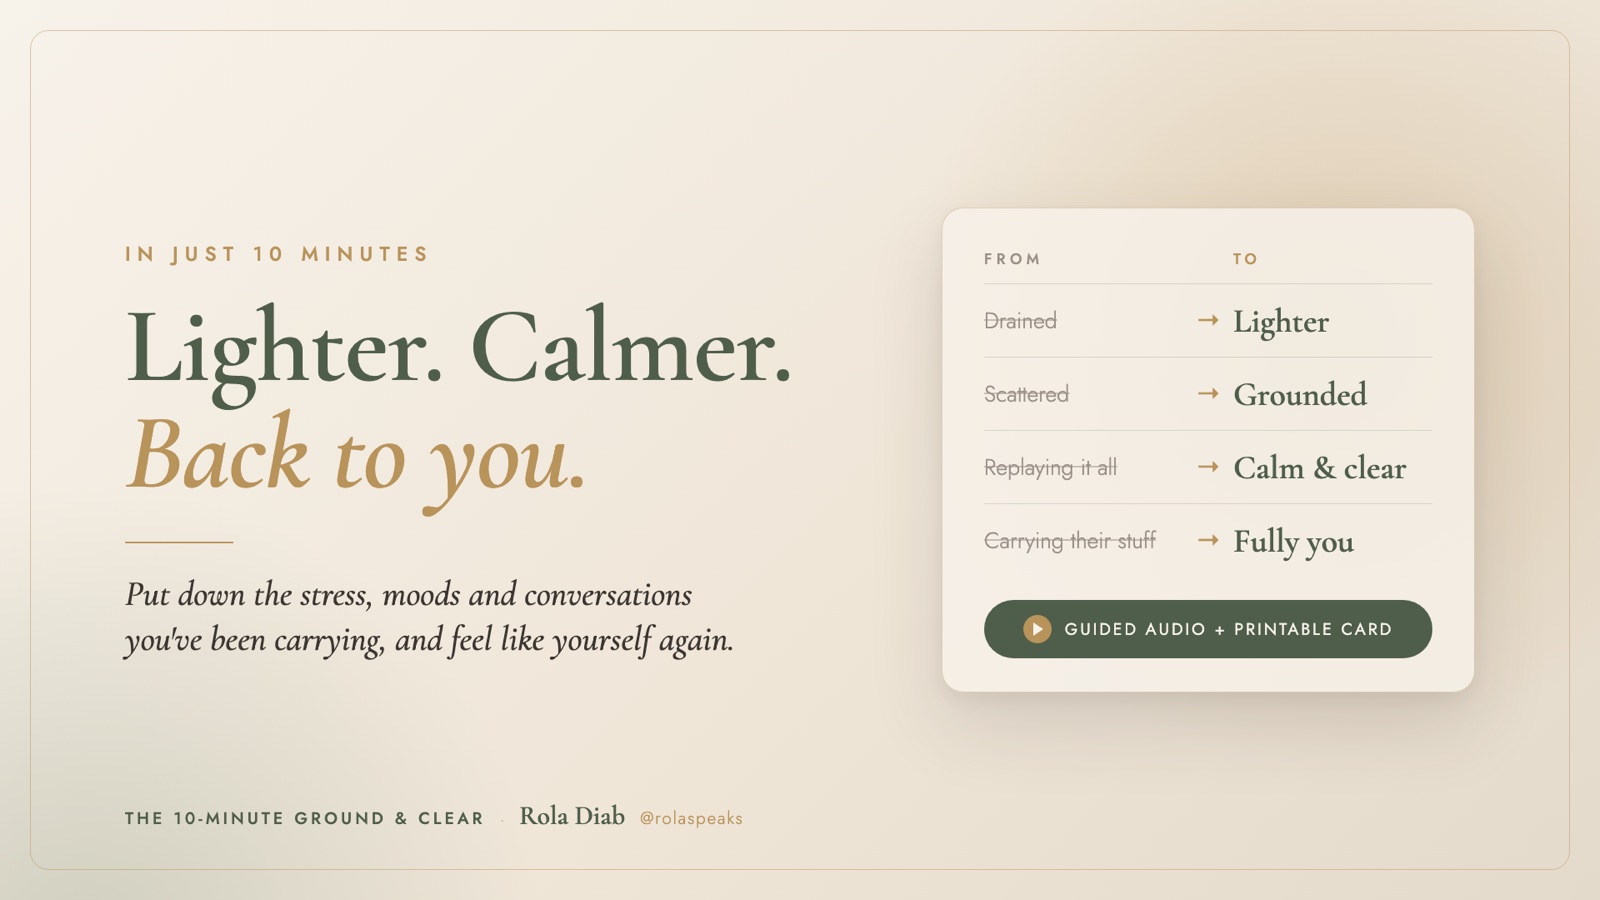 IN JUST 10 MINUTES
Lighter. Calmer.
Back to you.
Put down the stress, moods and conversations
you've been carrying, and feel like yourself again.
THE 10-MINUTE GROUND & CLEAR · Rola Diab @rolaspeaks
FROM TO
Drained → Lighter
Scattered → Grounded
Replaying it all → Calm & clear
Carrying their stuff → Fully you
GUIDED AUDIO + PRINTABLE CARD